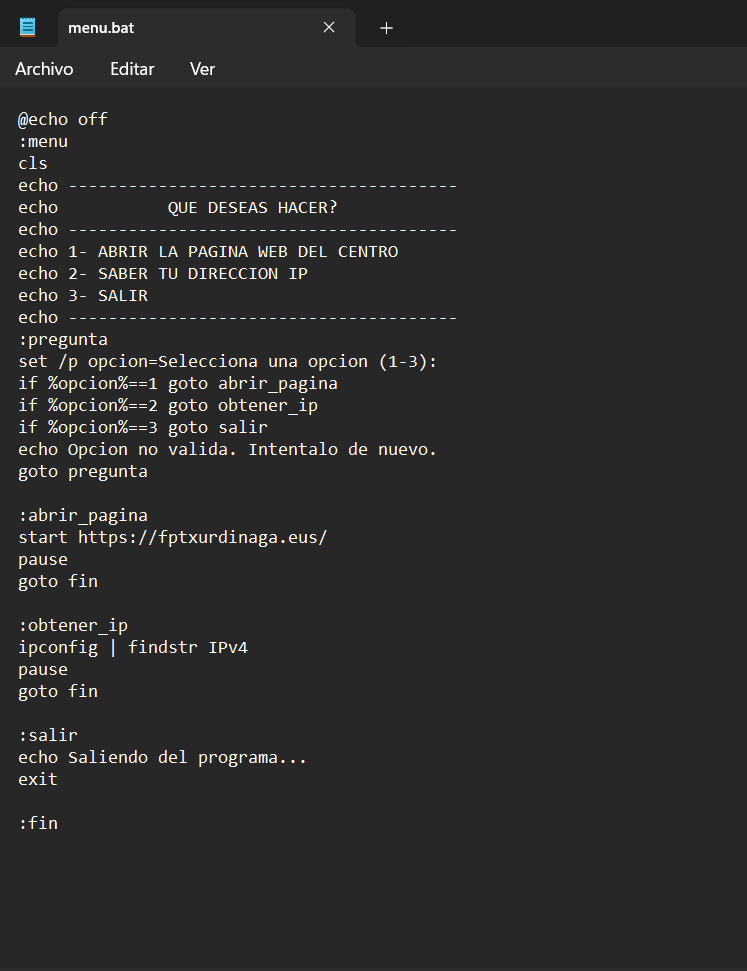 menu.bat
Archivo Editar Ver
@echo off
:menu
cls
echo ---------------------------------------
echo           QUE DESEAS HACER?
echo ---------------------------------------
echo 1- ABRIR LA PAGINA WEB DEL CENTRO
echo 2- SABER TU DIRECCION IP
echo 3- SALIR
echo ---------------------------------------
:pregunta
set /p opcion=Selecciona una opcion (1-3):
if %opcion%==1 goto abrir_pagina
if %opcion%==2 goto obtener_ip
if %opcion%==3 goto salir
echo Opcion no valida. Intentalo de nuevo.
goto pregunta

:abrir_pagina
start https://fptxurdinaga.eus/
pause
goto fin

:obtener_ip
ipconfig | findstr IPv4
pause
goto fin

:salir
echo Saliendo del programa...
exit

:fin